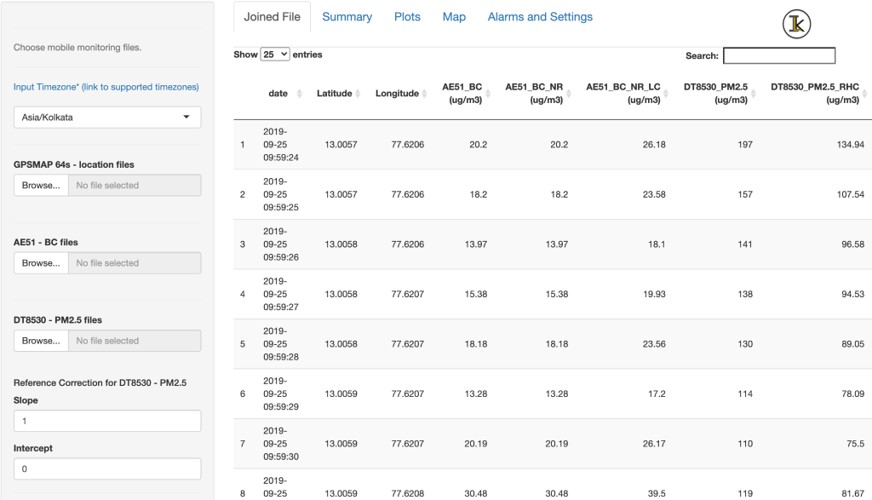 Joined File Summary Plots Map Alarms and Settings
Choose mobile monitoring files.
Input Timezone* (link to supported timezones)
Asia/Kolkata
GPSMAP 64s - location files
Browse... No file selected
AE51 - BC files
Browse... No file selected
DT8530 - PM2.5 files
Browse... No file selected
Reference Correction for DT8530 - PM2.5
Slope
1
Intercept
0
Show 25 entries
Search:
date Latitude Longitude AE51_BC (ug/m3) AE51_BC_NR (ug/m3) AE51_BC_NR_LC (ug/m3) DT8530_PM2.5 (ug/m3) DT8530_PM2.5_RHC (ug/m3)
1 2019-09-25 09:59:24 13.0057 77.6206 20.2 20.2 26.18 197 134.94
2 2019-09-25 09:59:25 13.0057 77.6206 18.2 18.2 23.58 157 107.54
3 2019-09-25 09:59:26 13.0058 77.6206 13.97 13.97 18.1 141 96.58
4 2019-09-25 09:59:27 13.0058 77.6207 15.38 15.38 19.93 138 94.53
5 2019-09-25 09:59:28 13.0058 77.6207 18.18 18.18 23.56 130 89.05
6 2019-09-25 09:59:29 13.0059 77.6207 13.28 13.28 17.2 114 78.09
7 2019-09-25 09:59:30 13.0059 77.6207 20.19 20.19 26.17 110 75.5
8 2019-09-25 13.0059 77.6208 30.48 30.48 39.5 119 81.67